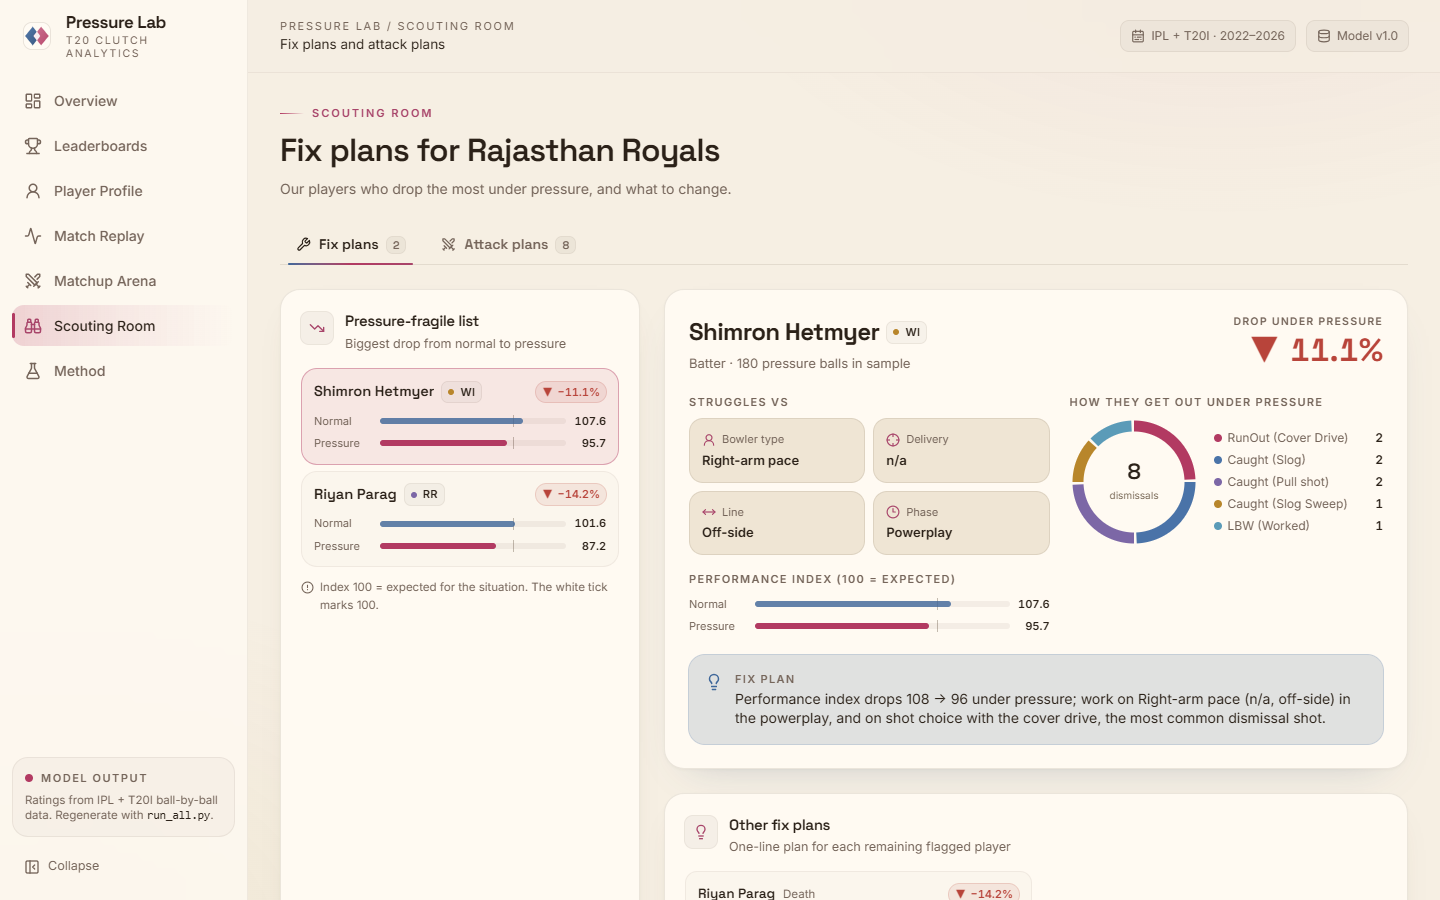 Pressure Lab
T20 CLUTCH
ANALYTICS
Overview
Leaderboards
Player Profile
Match Replay
Matchup Arena
Scouting Room
Method
MODEL OUTPUT
Ratings from IPL + T20I ball-by-ball
data. Regenerate with run_all.py.
Collapse
PRESSURE LAB / SCOUTING ROOM
Fix plans and attack plans
IPL + T20I · 2022–2026
Model v1.0
SCOUTING ROOM
Fix plans for Rajasthan Royals
Our players who drop the most under pressure, and what to change.
Fix plans 2
Attack plans 8
Pressure-fragile list
Biggest drop from normal to pressure
Shimron Hetmyer WI ▼ −11.1%
Normal 107.6
Pressure 95.7
Riyan Parag RR ▼ −14.2%
Normal 101.6
Pressure 87.2
Index 100 = expected for the situation. The white tick
marks 100.
Shimron Hetmyer WI
Batter · 180 pressure balls in sample
DROP UNDER PRESSURE
▼ 11.1%
STRUGGLES VS
Bowler type
Right-arm pace
Delivery
n/a
Line
Off-side
Phase
Powerplay
HOW THEY GET OUT UNDER PRESSURE
8
dismissals
RunOut (Cover Drive) 2
Caught (Slog) 2
Caught (Pull shot) 2
Caught (Slog Sweep) 1
LBW (Worked) 1
PERFORMANCE INDEX (100 = EXPECTED)
Normal 107.6
Pressure 95.7
FIX PLAN
Performance index drops 108 → 96 under pressure; work on Right-arm pace (n/a, off-side) in
the powerplay, and on shot choice with the cover drive, the most common dismissal shot.
Other fix plans
One-line plan for each remaining flagged player
Riyan Parag Death ▼ −14.2%